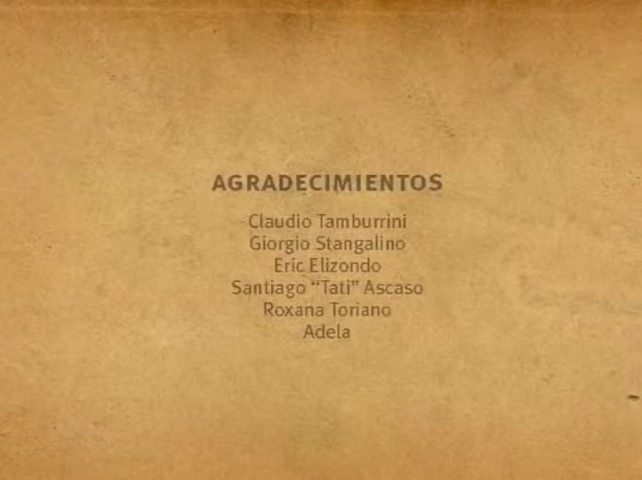 AGRADECIMIENTOS
Claudio Tamburrini
Giorgio Stangalino
Eric Elizondo
Santiago “Tati” Ascaso
Roxana Toriano
Adela